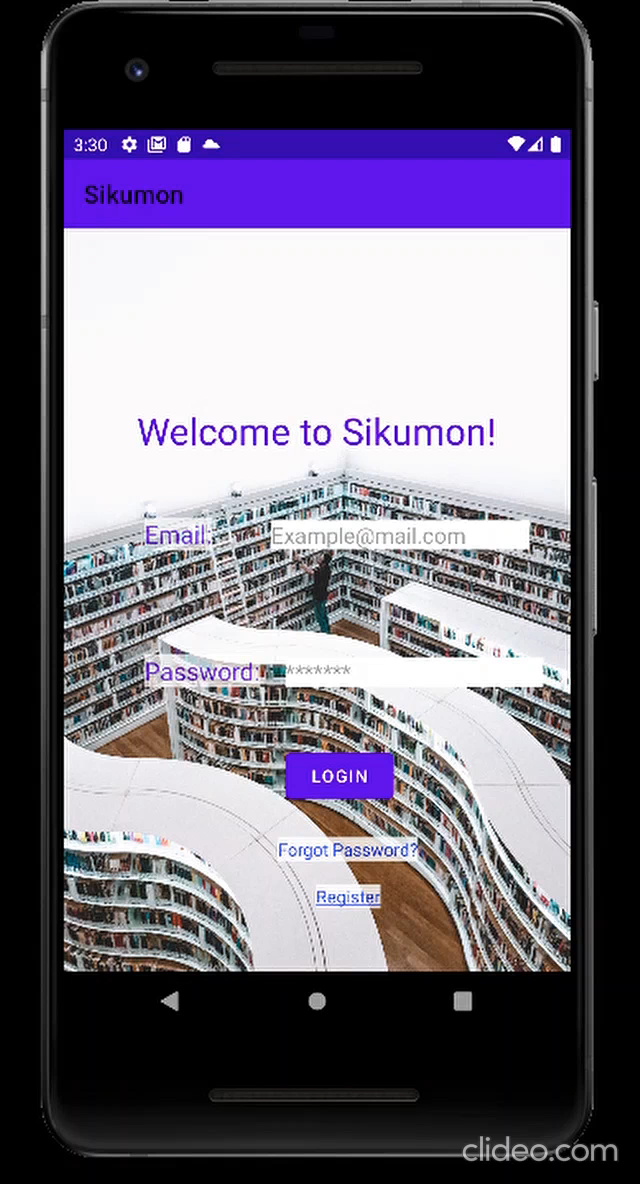 3:30
Sikumon
Welcome to Sikumon!
Email:
Example@mail.com
Password:
*******
LOGIN
Forgot Password?
Register
clideo.com